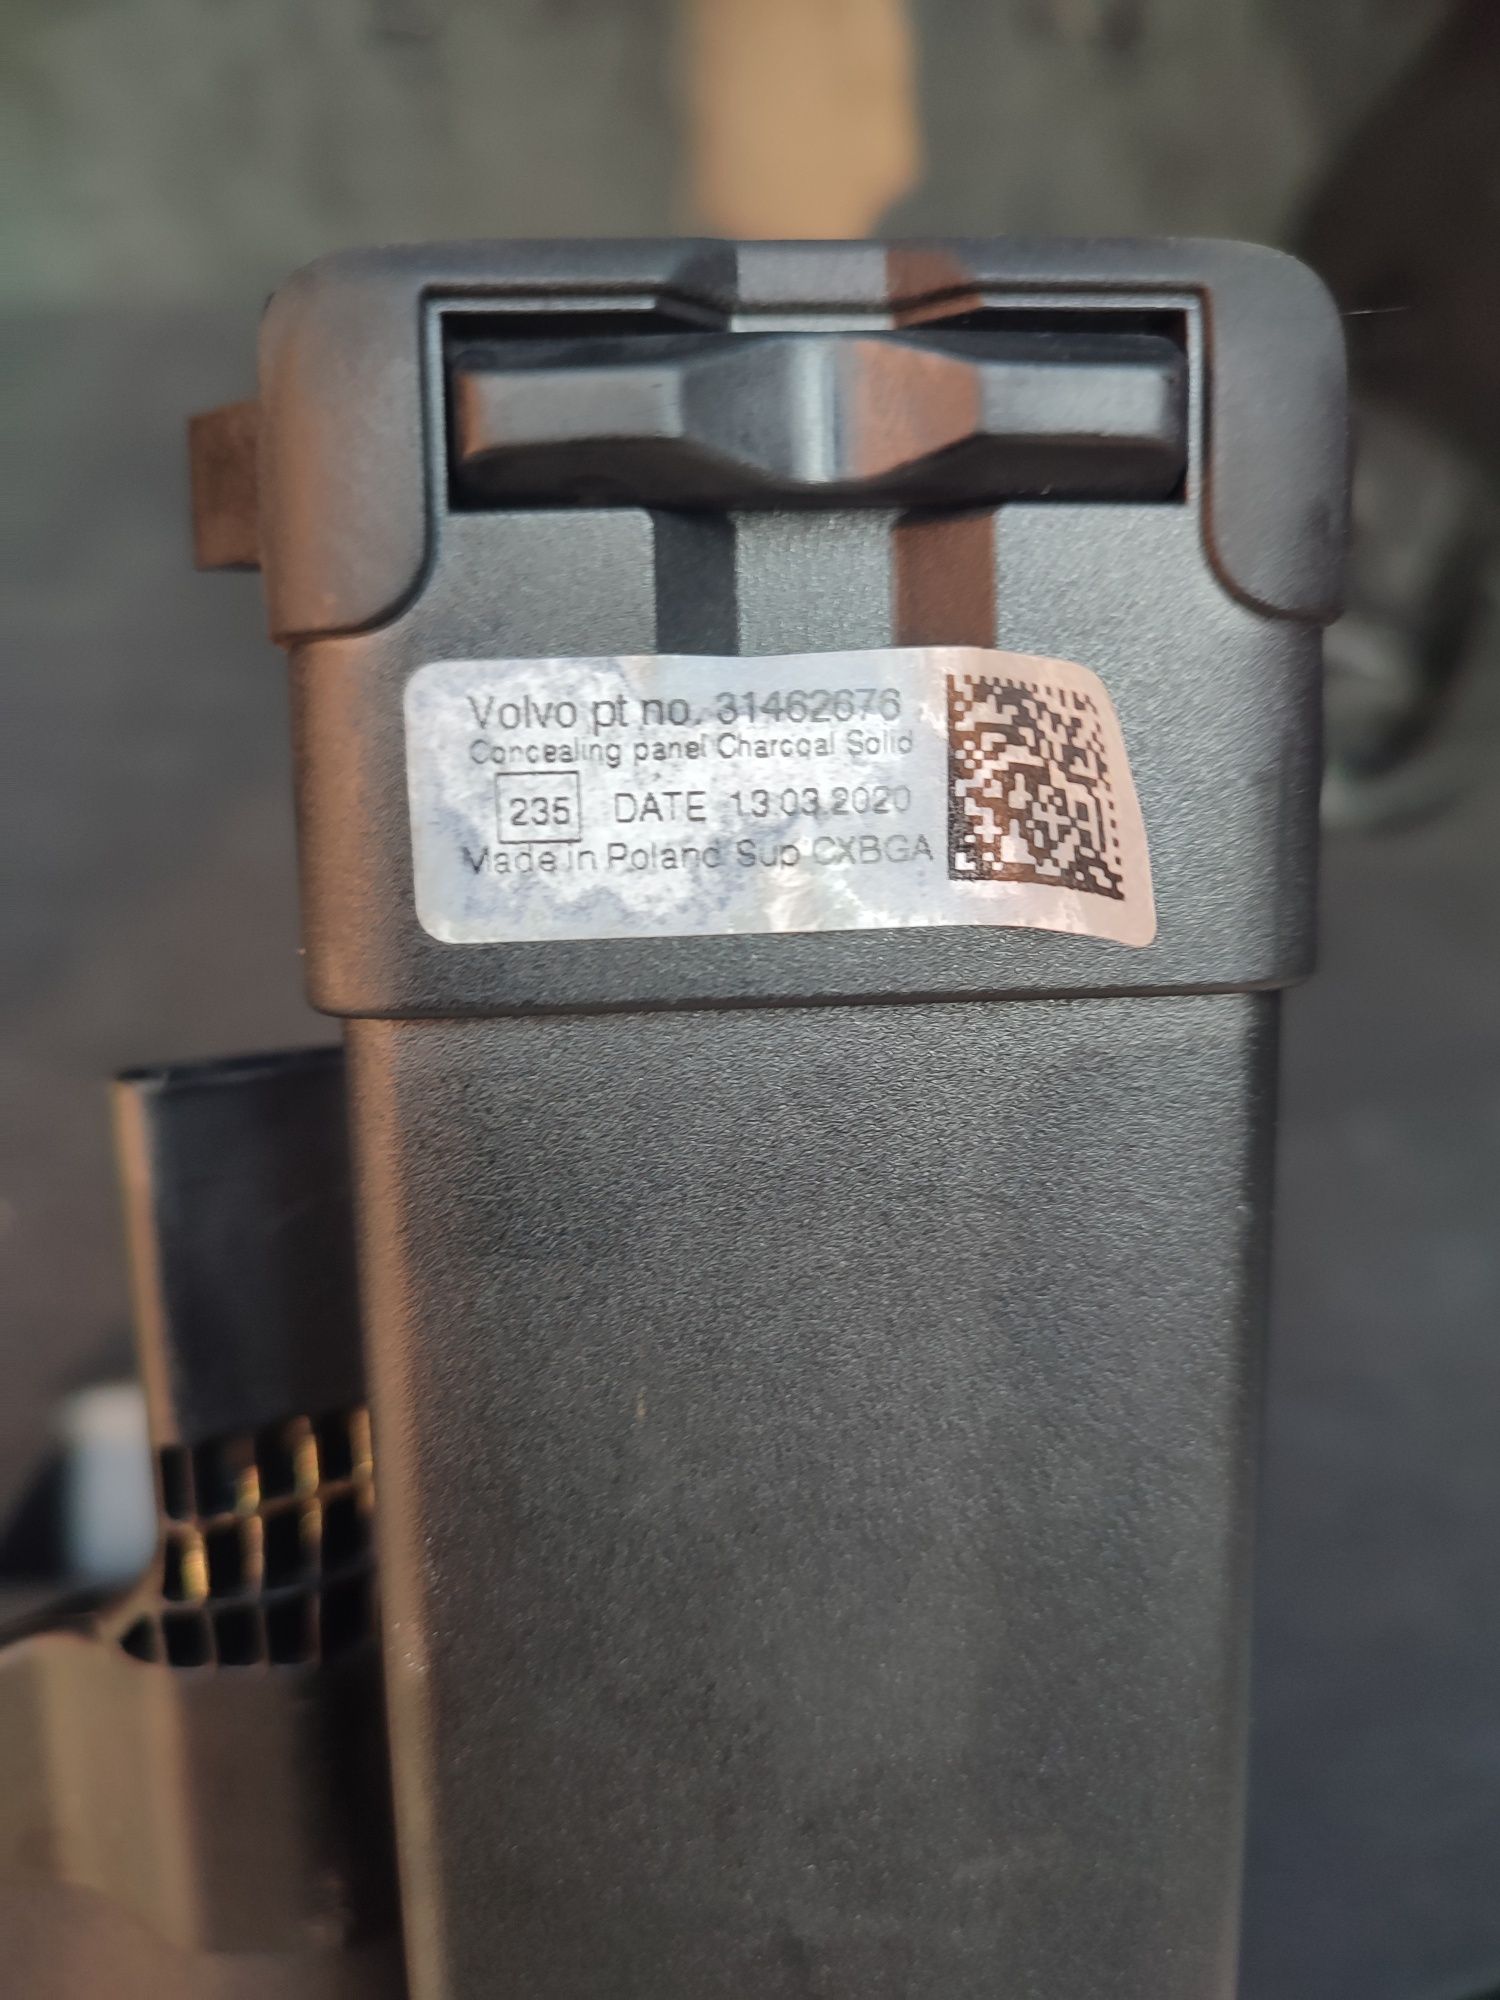 Volvo pt no. 31462676
Concealing panel Charcoal Solid
235 DATE 13.03.2020
Made in Poland Sup CXBGA